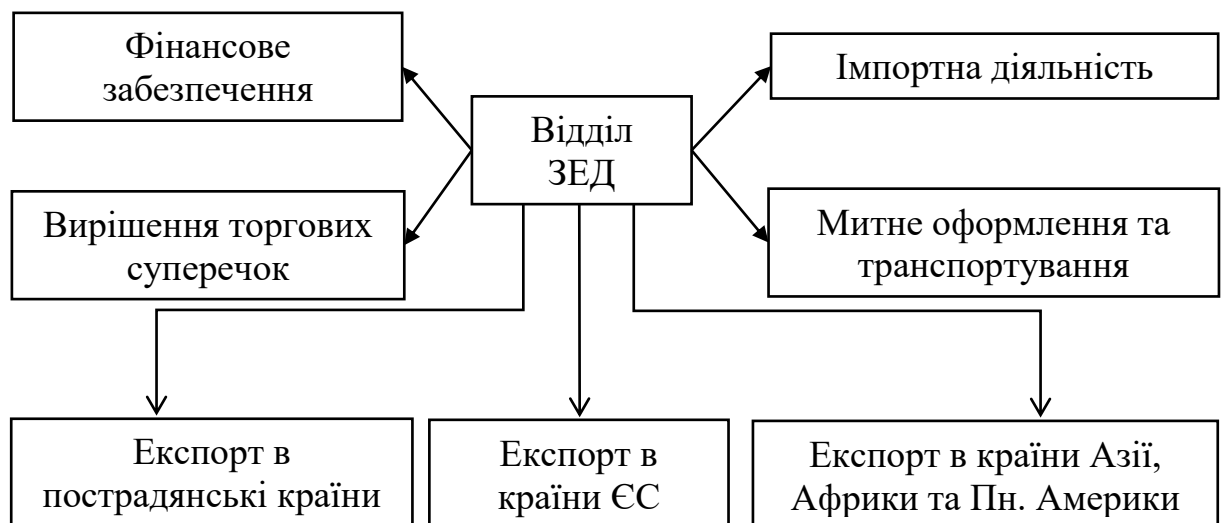 Фінансове
забезпечення
Імпортна діяльність
Відділ
ЗЕД
Вирішення торгових
суперечок
Митне оформлення та
транспортування
Експорт в
пострадянські країни
Експорт в
країни ЄС
Експорт в країни Азії,
Африки та Пн. Америки